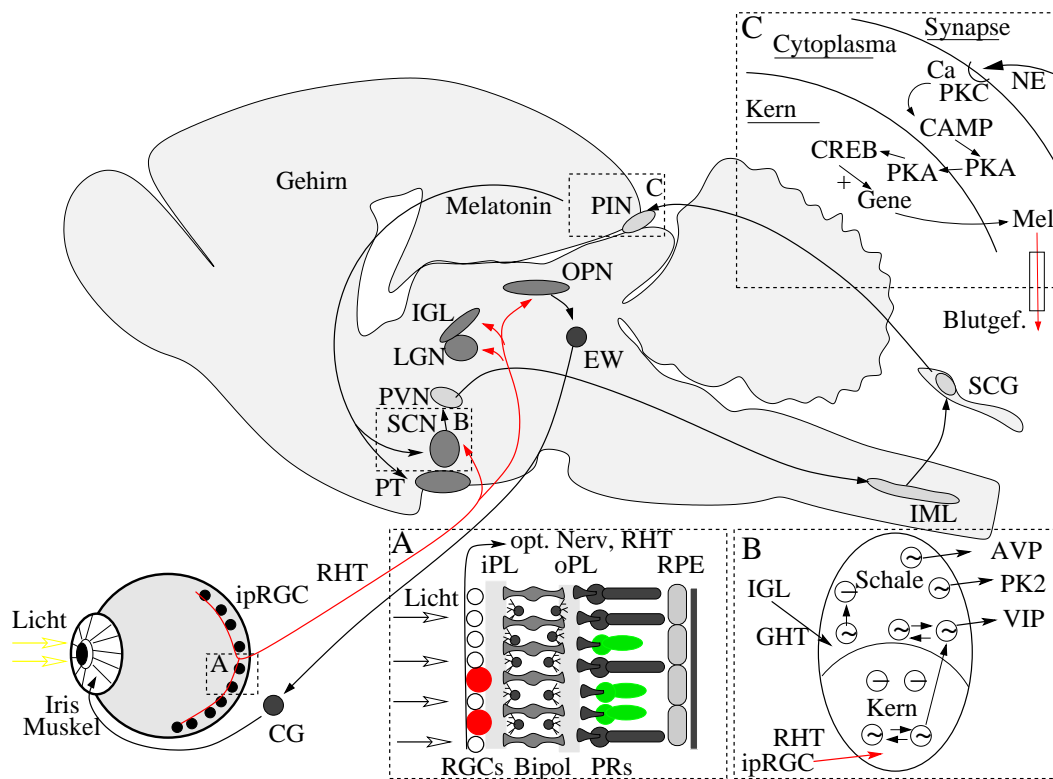 C
Synapse
Cytoplasma
Ca
PKC
NE
Kern
CAMP
CREB
PKA
PKA
+
Gene
Mel
Blutgef.
Gehirn
Melatonin
PIN
C
OPN
IGL
LGN
EW
PVN
SCN
B
PT
SCG
IML
RHT
ipRGC
Licht
A
Iris
Muskel
CG
A
opt. Nerv, RHT
iPL
oPL
RPE
Licht
RGCs
Bipol
PRs
B
AVP
Schale
PK2
IGL
VIP
GHT
~
~
~
~
~
~
~
Kern
RHT
ipRGC